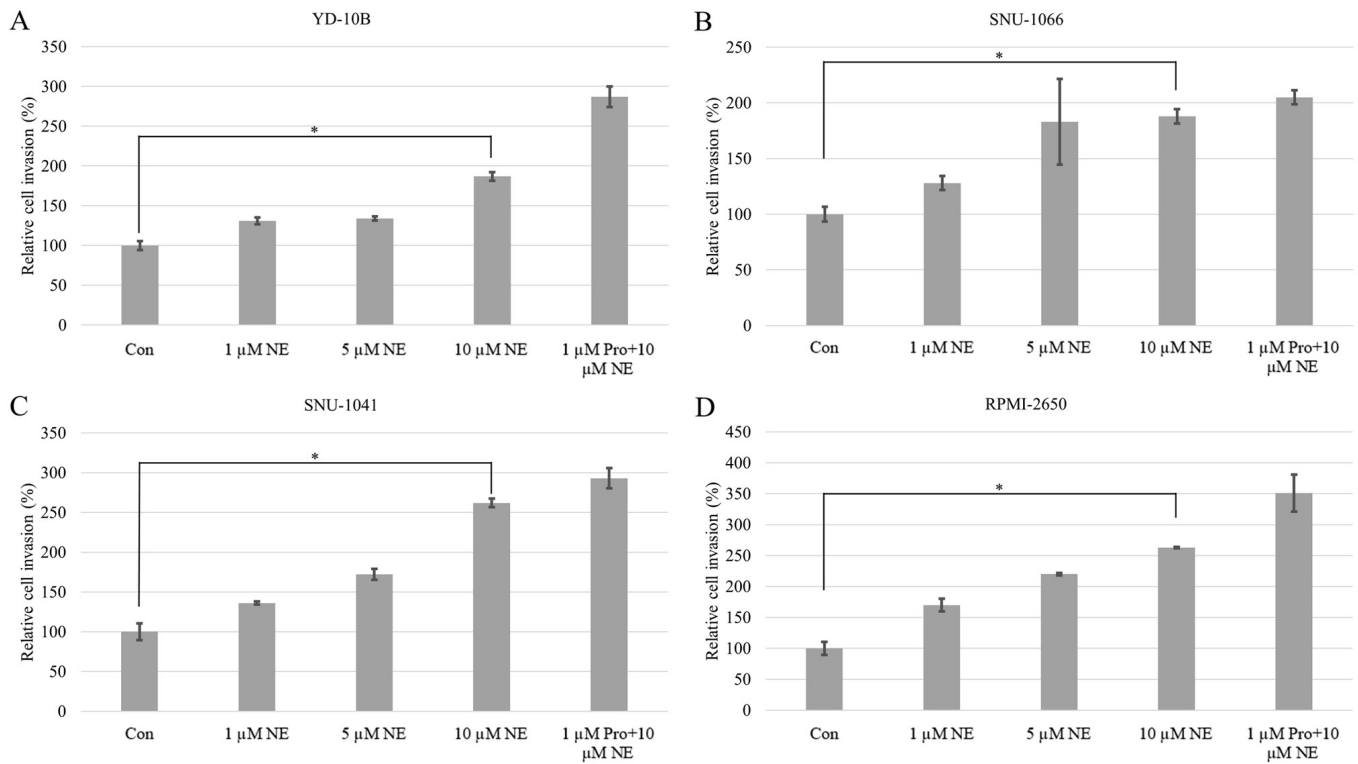 A
YD-10B
Relative cell invasion (%)
350
300
250
200
150
100
50
0
*
Con
1 µM NE
5 µM NE
10 µM NE
1 µM Pro+10
µM NE
B
SNU-1066
Relative cell invasion (%)
250
200
150
100
50
0
*
Con
1 µM NE
5 µM NE
10 µM NE
1 µM Pro+10
µM NE
C
SNU-1041
Relative cell invasion (%)
350
300
250
200
150
100
50
0
*
Con
1 µM NE
5 µM NE
10 µM NE
1 µM Pro+10
µM NE
D
RPMI-2650
Relative cell invasion (%)
450
400
350
300
250
200
150
100
50
0
*
Con
1 µM NE
5 µM NE
10 µM NE
1 µM Pro+10
µM NE